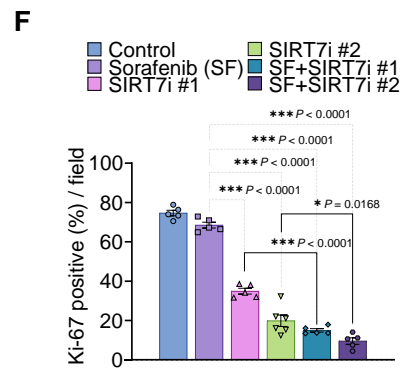 F
Control
Sorafenib (SF)
SIRT7i #1
SIRT7i #2
SF+SIRT7i #1
SF+SIRT7i #2
Ki-67 positive (%) / field
100
80
60
40
20
0
*** P < 0.0001
*** P < 0.0001
*** P < 0.0001
*** P < 0.0001
* P = 0.0168
*** P < 0.0001